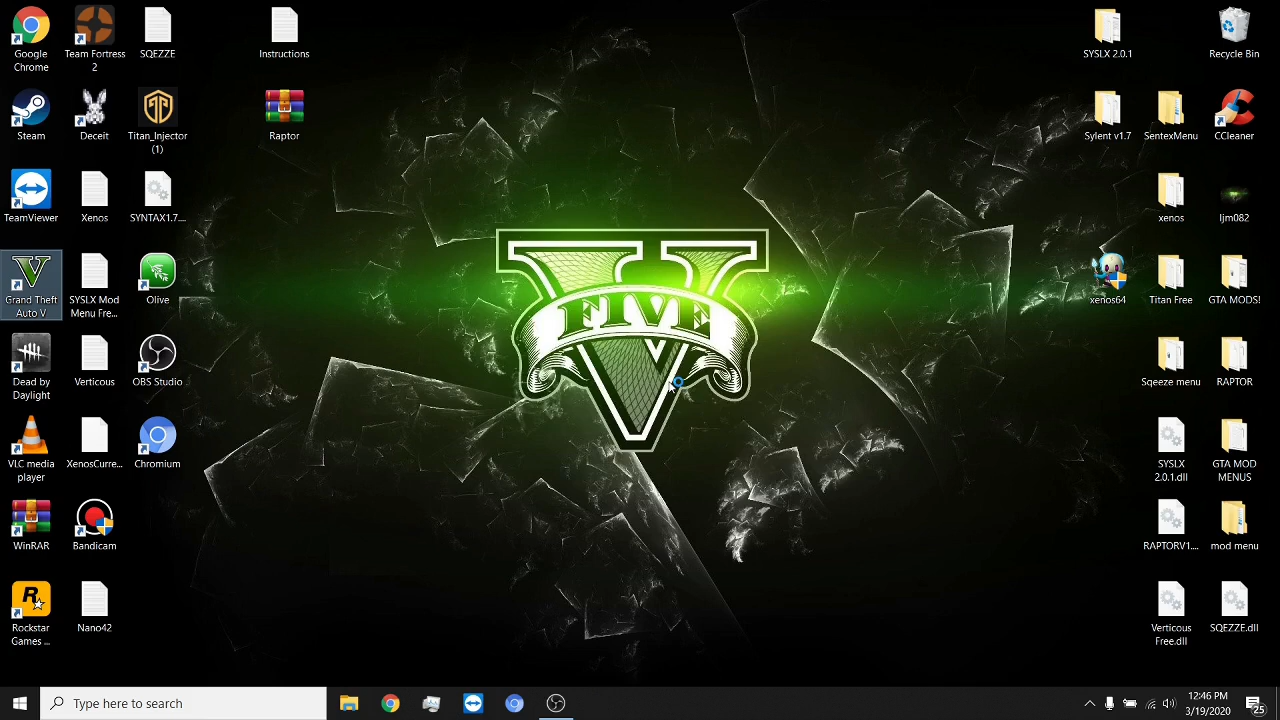 Google
Chrome
Team Fortress
2
SQEZZE
Instructions
SYSLX 2.0.1
Recycle Bin
Steam
Deceit
Titan_Injector
(1)
Raptor
Sylent v1.7
SentexMenu
CCleaner
TeamViewer
Xenos
SYNTAX1.7....
xenos
ljm082
Grand Theft
Auto V
SYSLX Mod
Menu Fre...
Olive
xenos64
Titan Free
GTA MODS!
FIVE
Dead by
Daylight
Verticous
OBS Studio
Sqeeze menu
RAPTOR
VLC media
player
XenosCurre...
Chromium
SYSLX
2.0.1.dll
GTA MOD
MENUS
WinRAR
Bandicam
RAPTORV1....
mod menu
Rockstar
Games ...
Nano42
Verticous
Free.dll
SQEZZE.dll
Type here to search
12:46 PM
3/19/2020
25